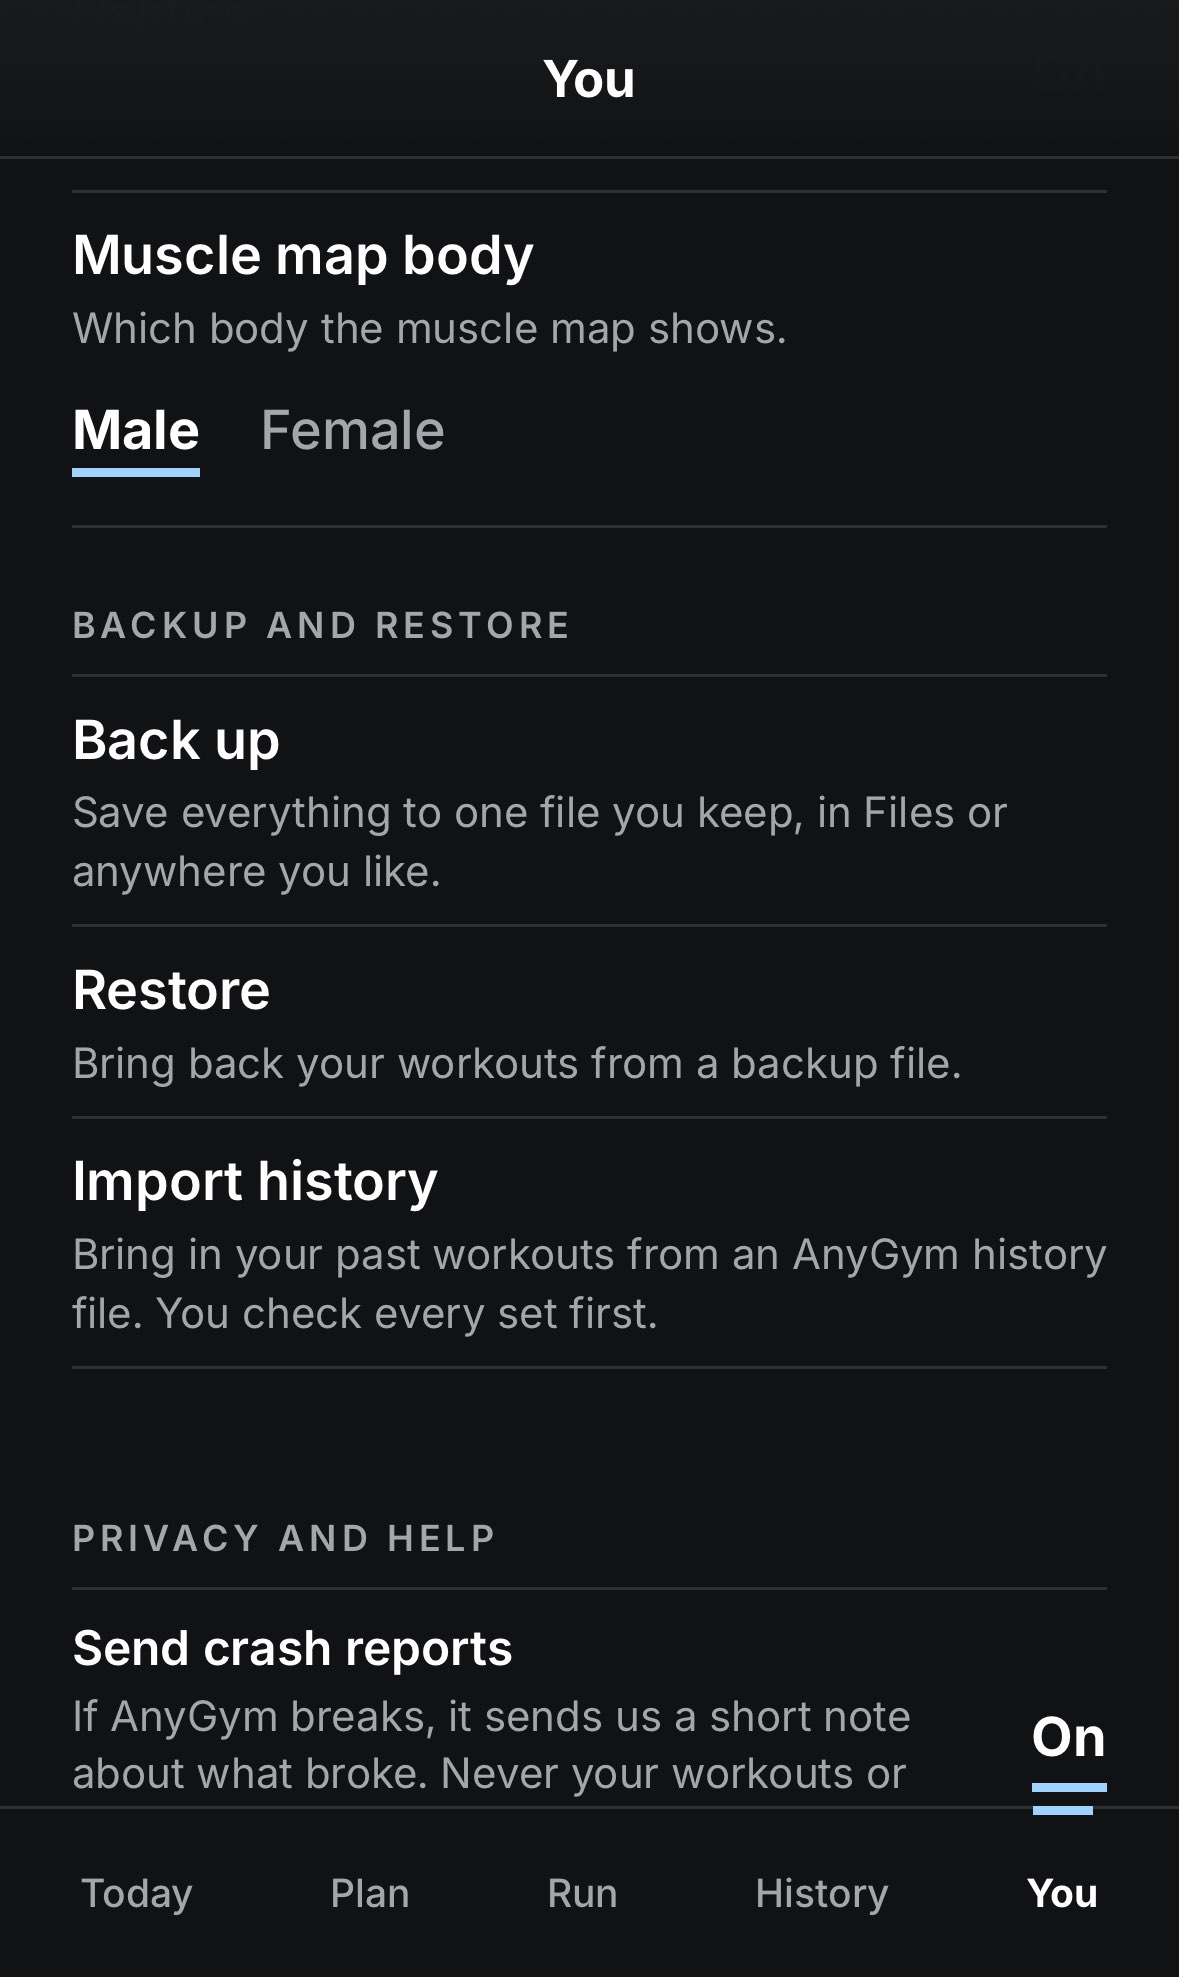 You
Muscle map body
Which body the muscle map shows.
Male Female
BACKUP AND RESTORE
Back up
Save everything to one file you keep, in Files or
anywhere you like.
Restore
Bring back your workouts from a backup file.
Import history
Bring in your past workouts from an AnyGym history
file. You check every set first.
PRIVACY AND HELP
Send crash reports
If AnyGym breaks, it sends us a short note
about what broke. Never your workouts or
On
Today Plan Run History You